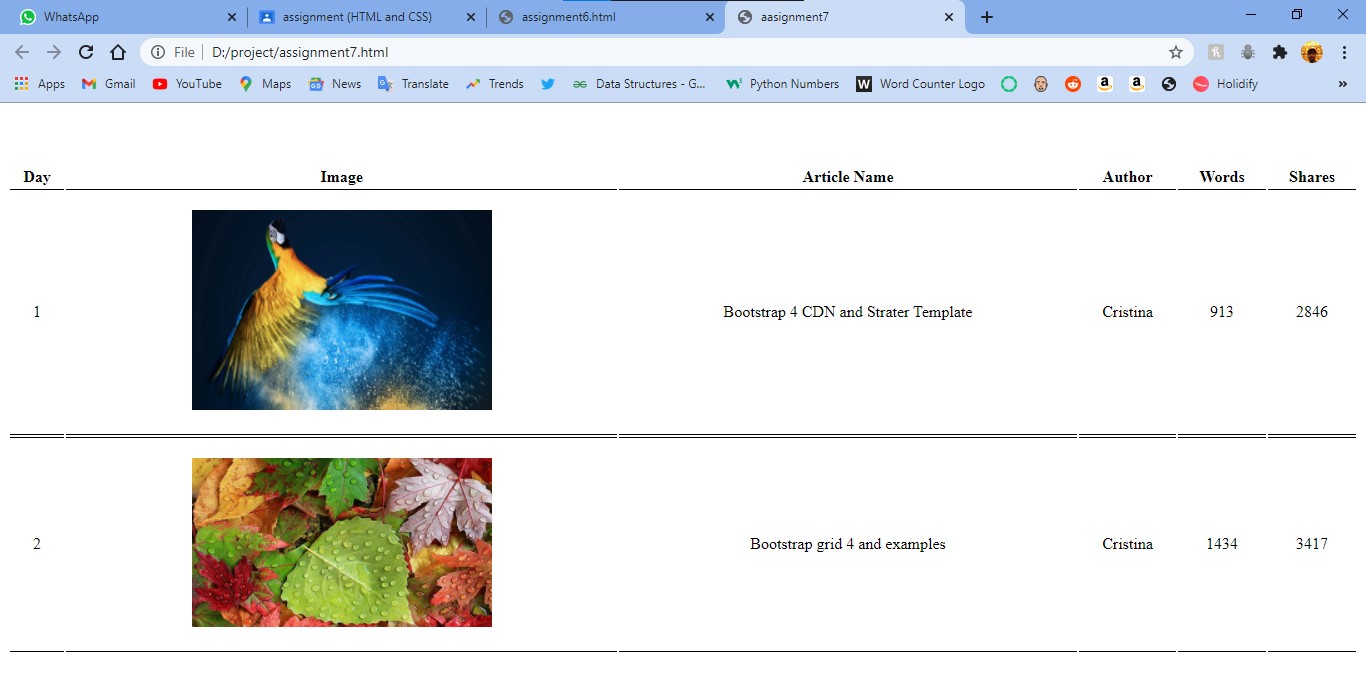 WhatsApp
assignment (HTML and CSS)
assignment6.html
aasignment7
File D:/project/assignment7.html
Apps Gmail YouTube Maps News Translate Trends Data Structures - G... Python Numbers Word Counter Logo Holidify »
Day Image Article Name Author Words Shares
1 Bootstrap 4 CDN and Strater Template Cristina 913 2846
2 Bootstrap grid 4 and examples Cristina 1434 3417